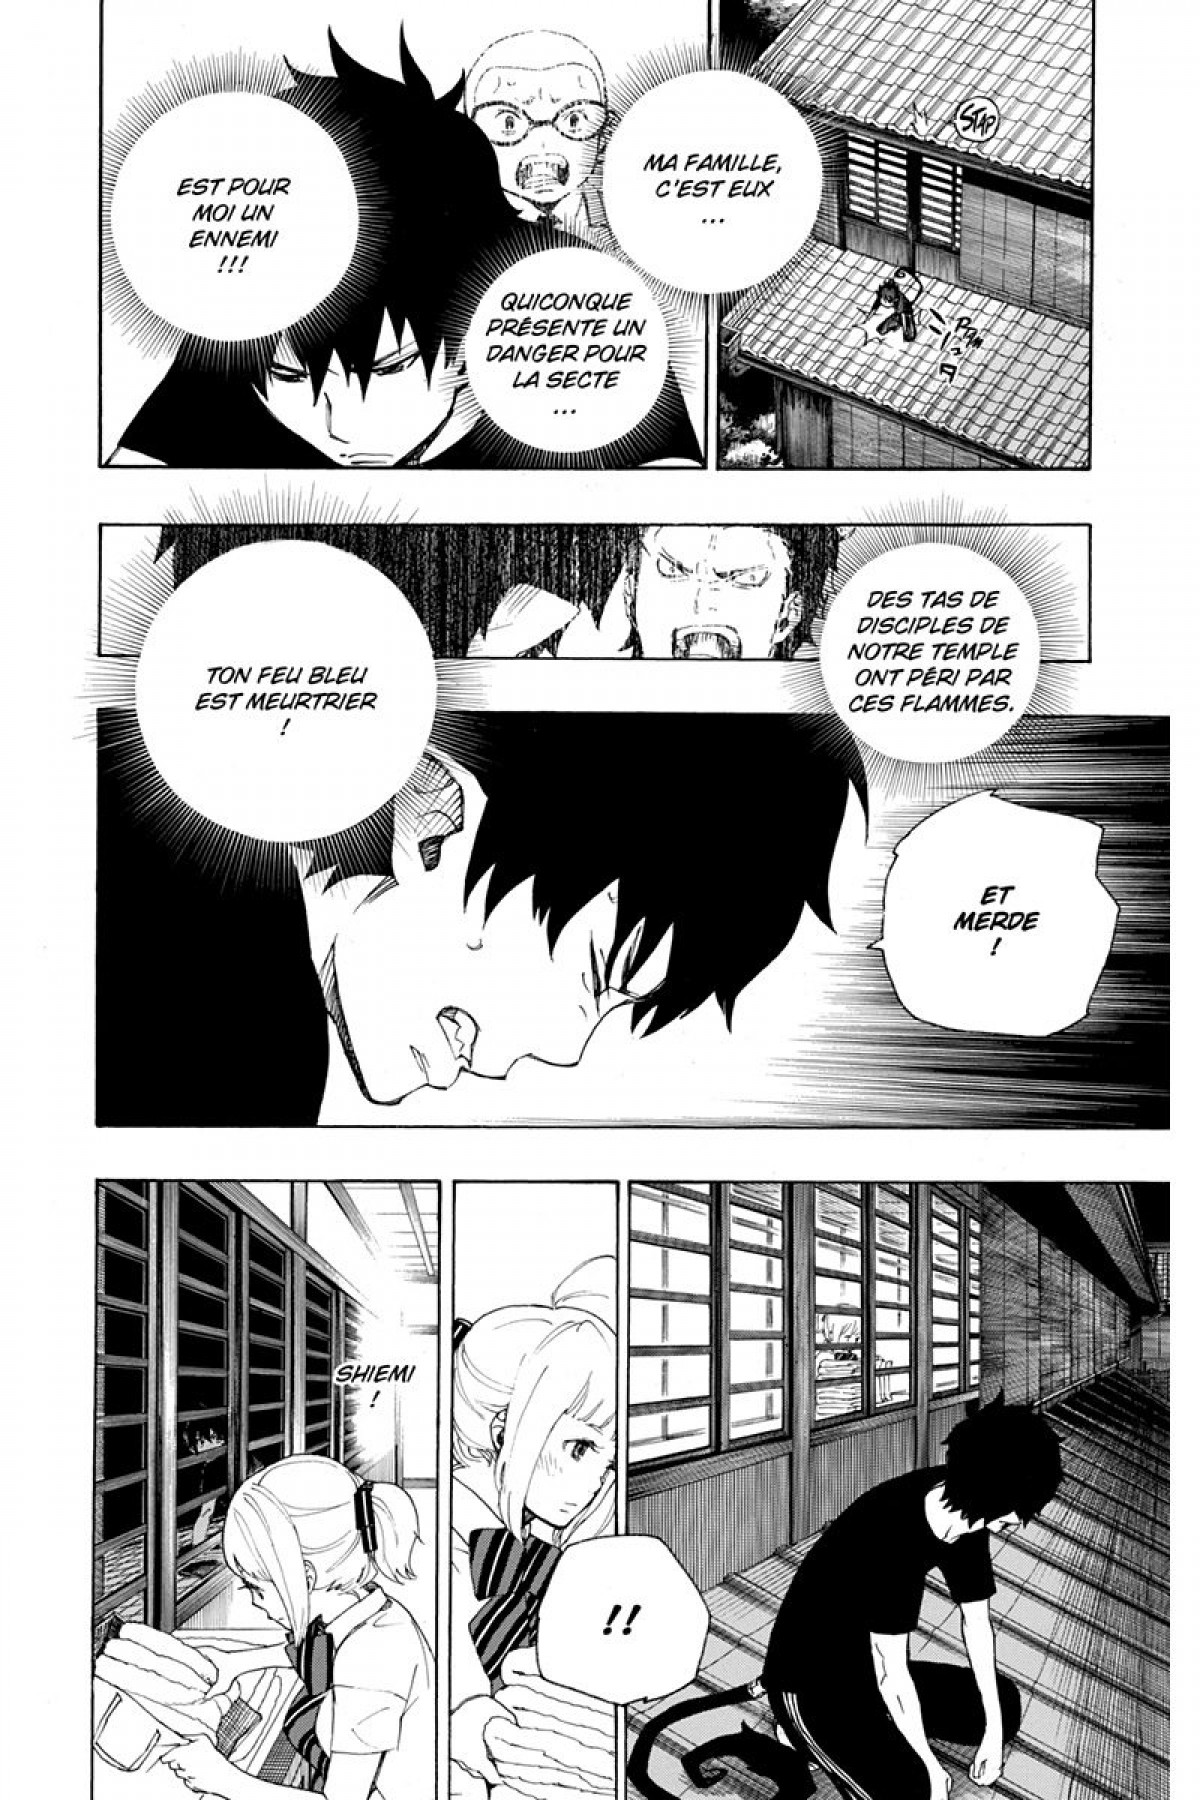 STAP
MA FAMILLE,
C'EST EUX
...
QUICONQUE
PRÉSENTE UN
DANGER POUR
LA SECTE
...
EST POUR
MOI UN
ENNEMI
!!!
DES TAS DE
DISCIPLES DE
NOTRE TEMPLE
ONT PÉRI PAR
CES FLAMMES.
TON FEU BLEU
EST MEURTRIER
!
ET
MERDE
!
!!
SHIEMI
!